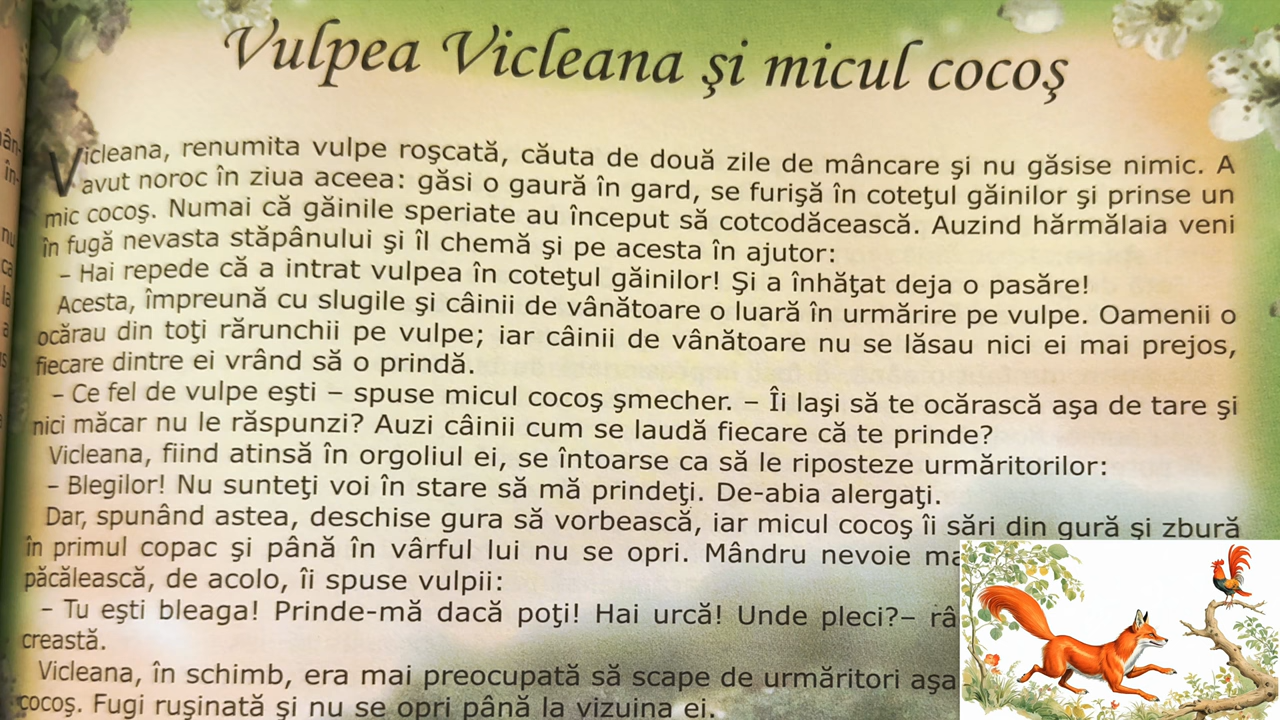 Vulpea Vicleana şi micul cocoş
Vicleana, renumita vulpe roşcată, căuta de două zile de mâncare şi nu găsise nimic. A
avut noroc în ziua aceea: găsi o gaură în gard, se furişă în coteţul găinilor şi prinse un
mic cocoş. Numai că găinile speriate au început să cotcodăcească. Auzind hărmălaia veni
în fugă nevasta stăpânului şi îl chemă şi pe acesta în ajutor:
– Hai repede că a intrat vulpea în coteţul găinilor! Şi a înhăţat deja o pasăre!
Acesta, împreună cu slugile şi câinii de vânătoare o luară în urmărire pe vulpe. Oamenii o
ocărau din toţi rărunchii pe vulpe; iar câinii de vânătoare nu se lăsau nici ei mai prejos,
fiecare dintre ei vrând să o prindă.
– Ce fel de vulpe eşti – spuse micul cocoş şmecher. – Îi laşi să te ocărască aşa de tare şi
nici măcar nu le răspunzi? Auzi câinii cum se laudă fiecare că te prinde?
Vicleana, fiind atinsă în orgoliul ei, se întoarse ca să le riposteze urmăritorilor:
– Blegilor! Nu sunteţi voi în stare să mă prindeţi. De-abia alergaţi.
Dar, spunând astea, deschise gura să vorbească, iar micul cocoş îi sări din gură şi zbură
în primul copac şi până în vârful lui nu se opri. Mândru nevoie
păcălească, de acolo, îi spuse vulpii:
– Tu eşti bleaga! Prinde-mă dacă poţi! Hai urcă! Unde pleci?–
creastă.
Vicleana, în schimb, era mai preocupată să scape de urmăritori
cocoş. Fugi ruşinată şi nu se opri până la vizuina ei.